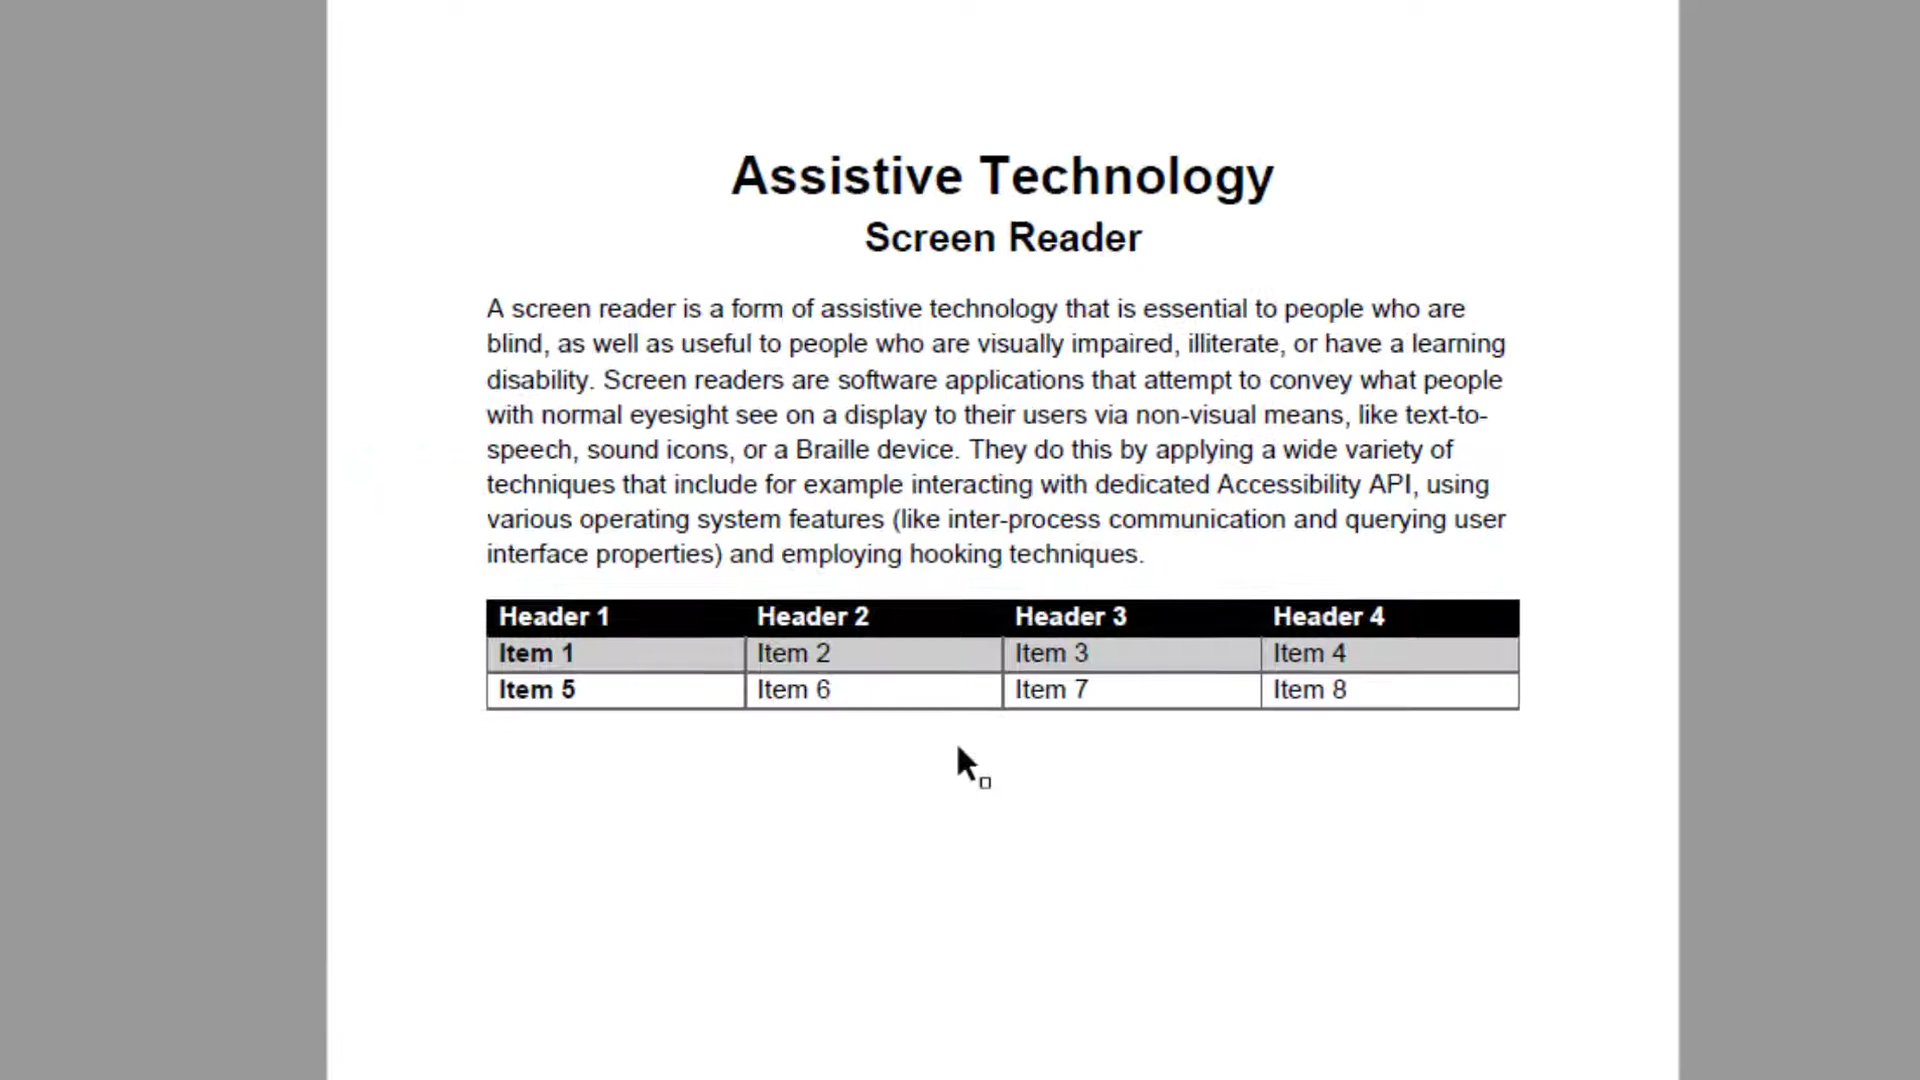 Assistive Technology
Screen Reader
A screen reader is a form of assistive technology that is essential to people who are
blind, as well as useful to people who are visually impaired, illiterate, or have a learning
disability. Screen readers are software applications that attempt to convey what people
with normal eyesight see on a display to their users via non-visual means, like text-to-
speech, sound icons, or a Braille device. They do this by applying a wide variety of
techniques that include for example interacting with dedicated Accessibility API, using
various operating system features (like inter-process communication and querying user
interface properties) and employing hooking techniques.
Header 1 Header 2 Header 3 Header 4
Item 1 Item 2 Item 3 Item 4
Item 5 Item 6 Item 7 Item 8